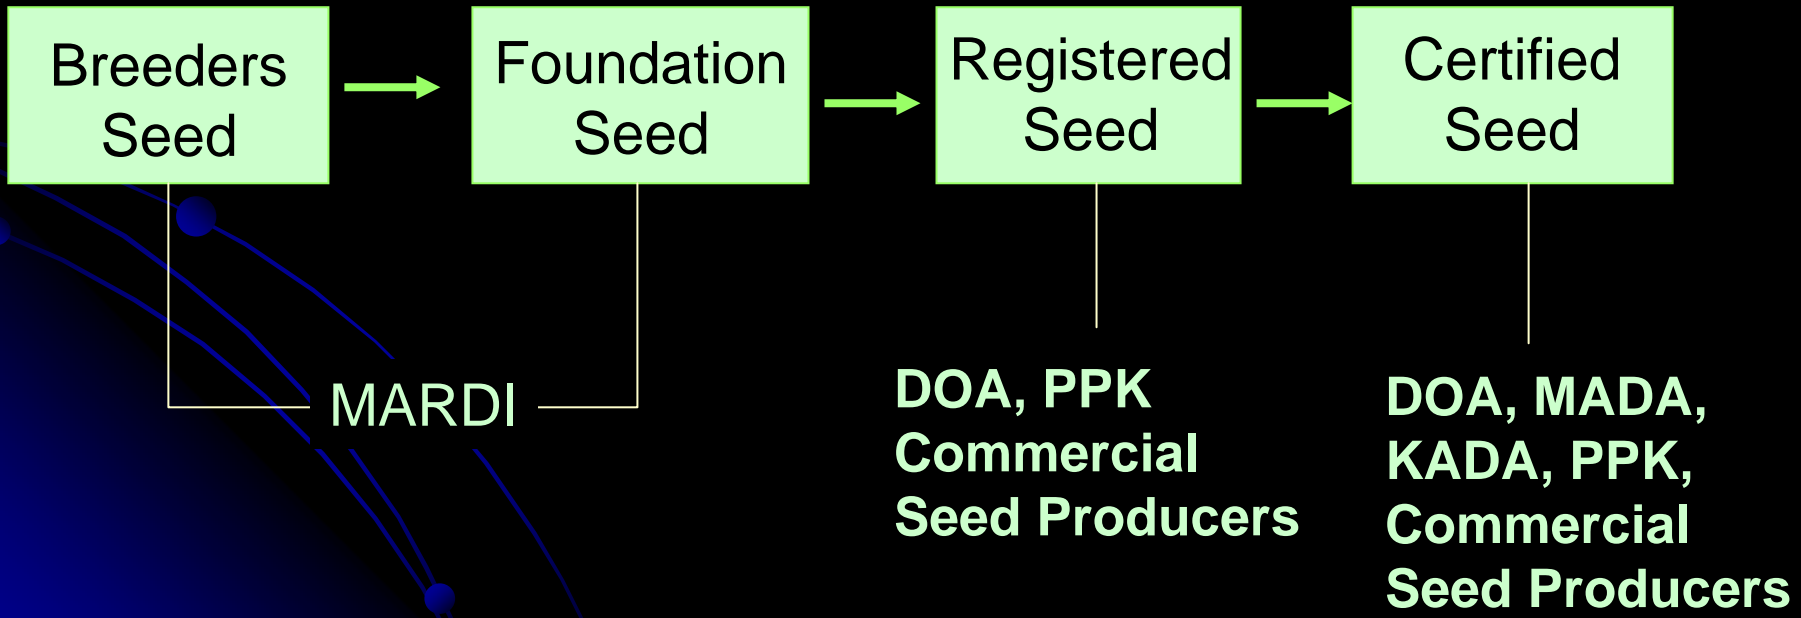 Breeders
Seed
Foundation
Seed
Registered
Seed
Certified
Seed
MARDI
DOA, PPK
Commercial
Seed Producers
DOA, MADA,
KADA, PPK,
Commercial
Seed Producers